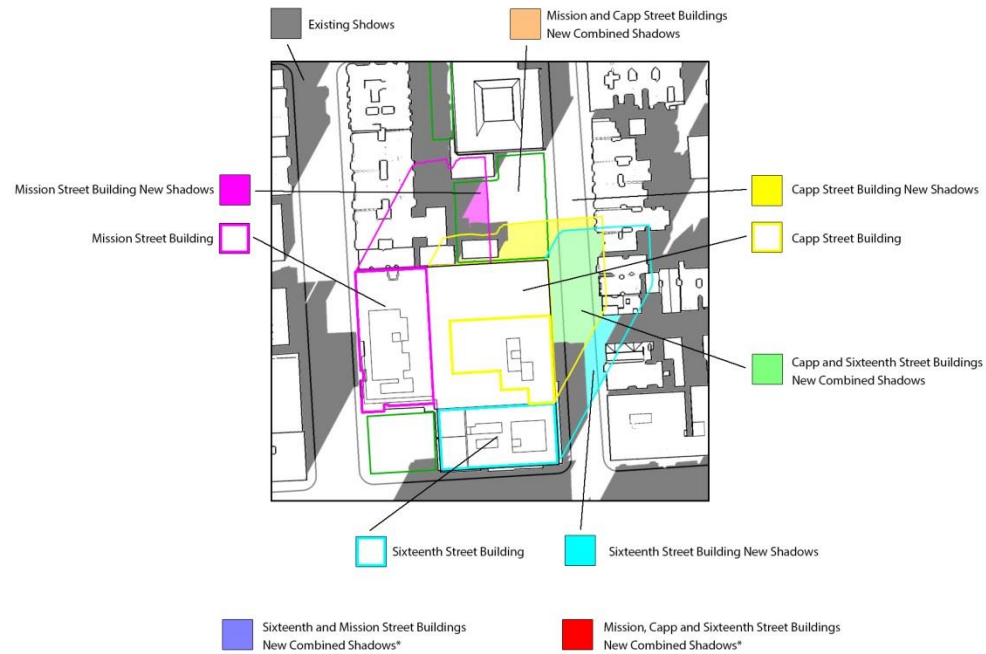 Existing Shdows
Mission and Capp Street Buildings
New Combined Shadows
Mission Street Building New Shadows
Capp Street Building New Shadows
Mission Street Building
Capp Street Building
Capp and Sixteenth Street Buildings
New Combined Shadows
Sixteenth Street Building
Sixteenth Street Building New Shadows
Sixteenth and Mission Street Buildings
New Combined Shadows*
Mission, Capp and Sixteenth Street Buildings
New Combined Shadows*